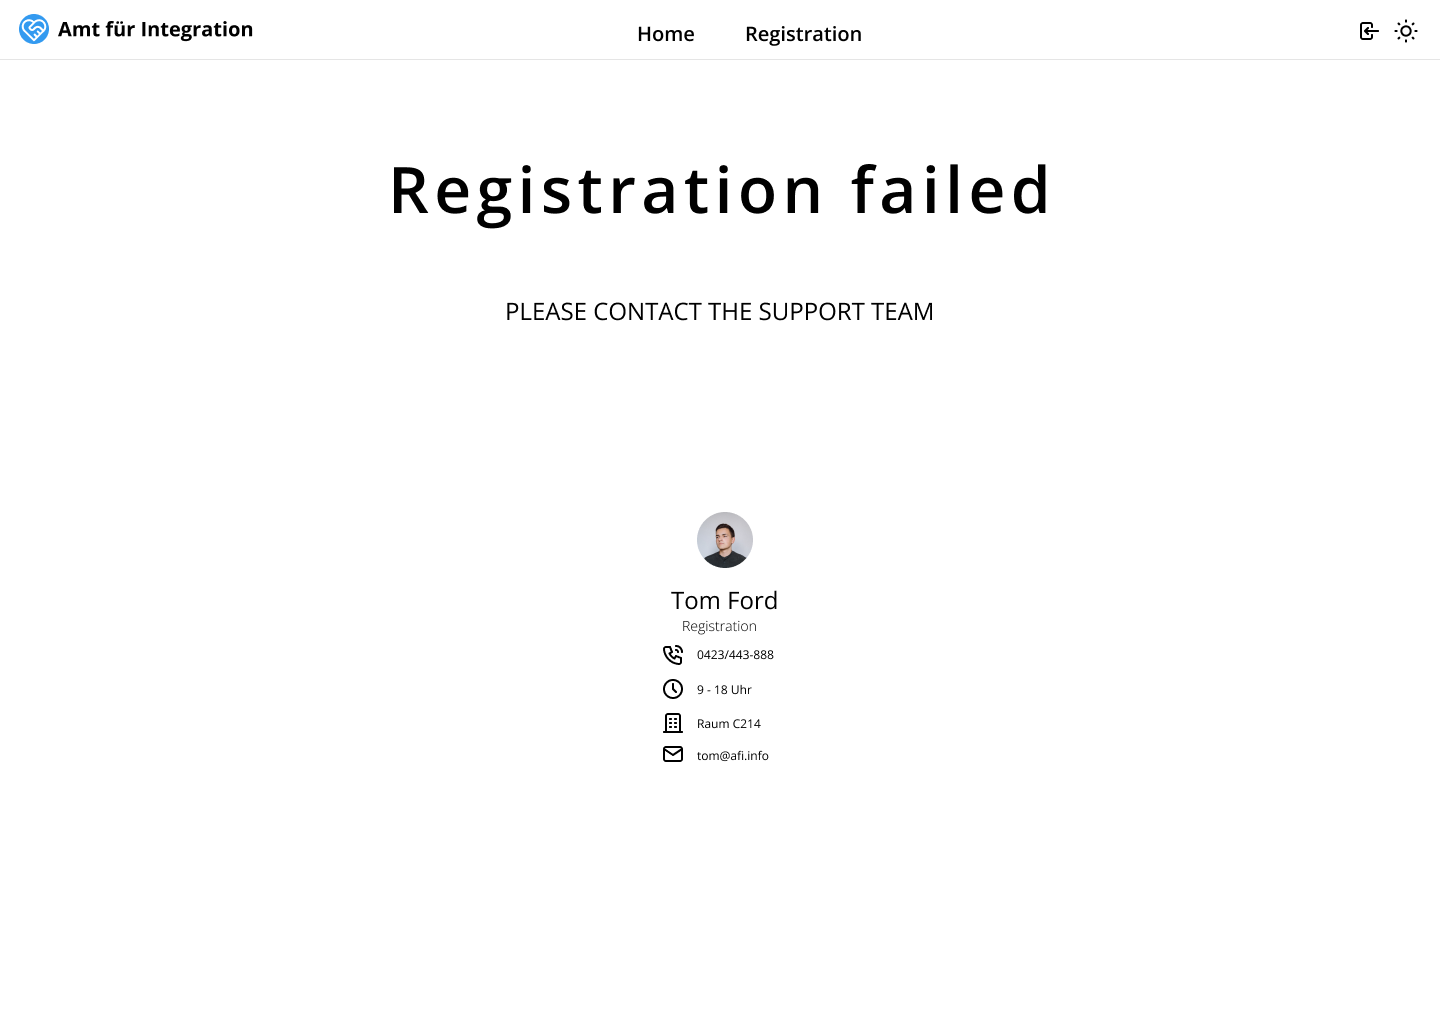 Amt für Integration
Home
Registration
Registration failed
PLEASE CONTACT THE SUPPORT TEAM
Tom Ford
Registration
0423/443-888
9 - 18 Uhr
Raum C214
tom@afi.info